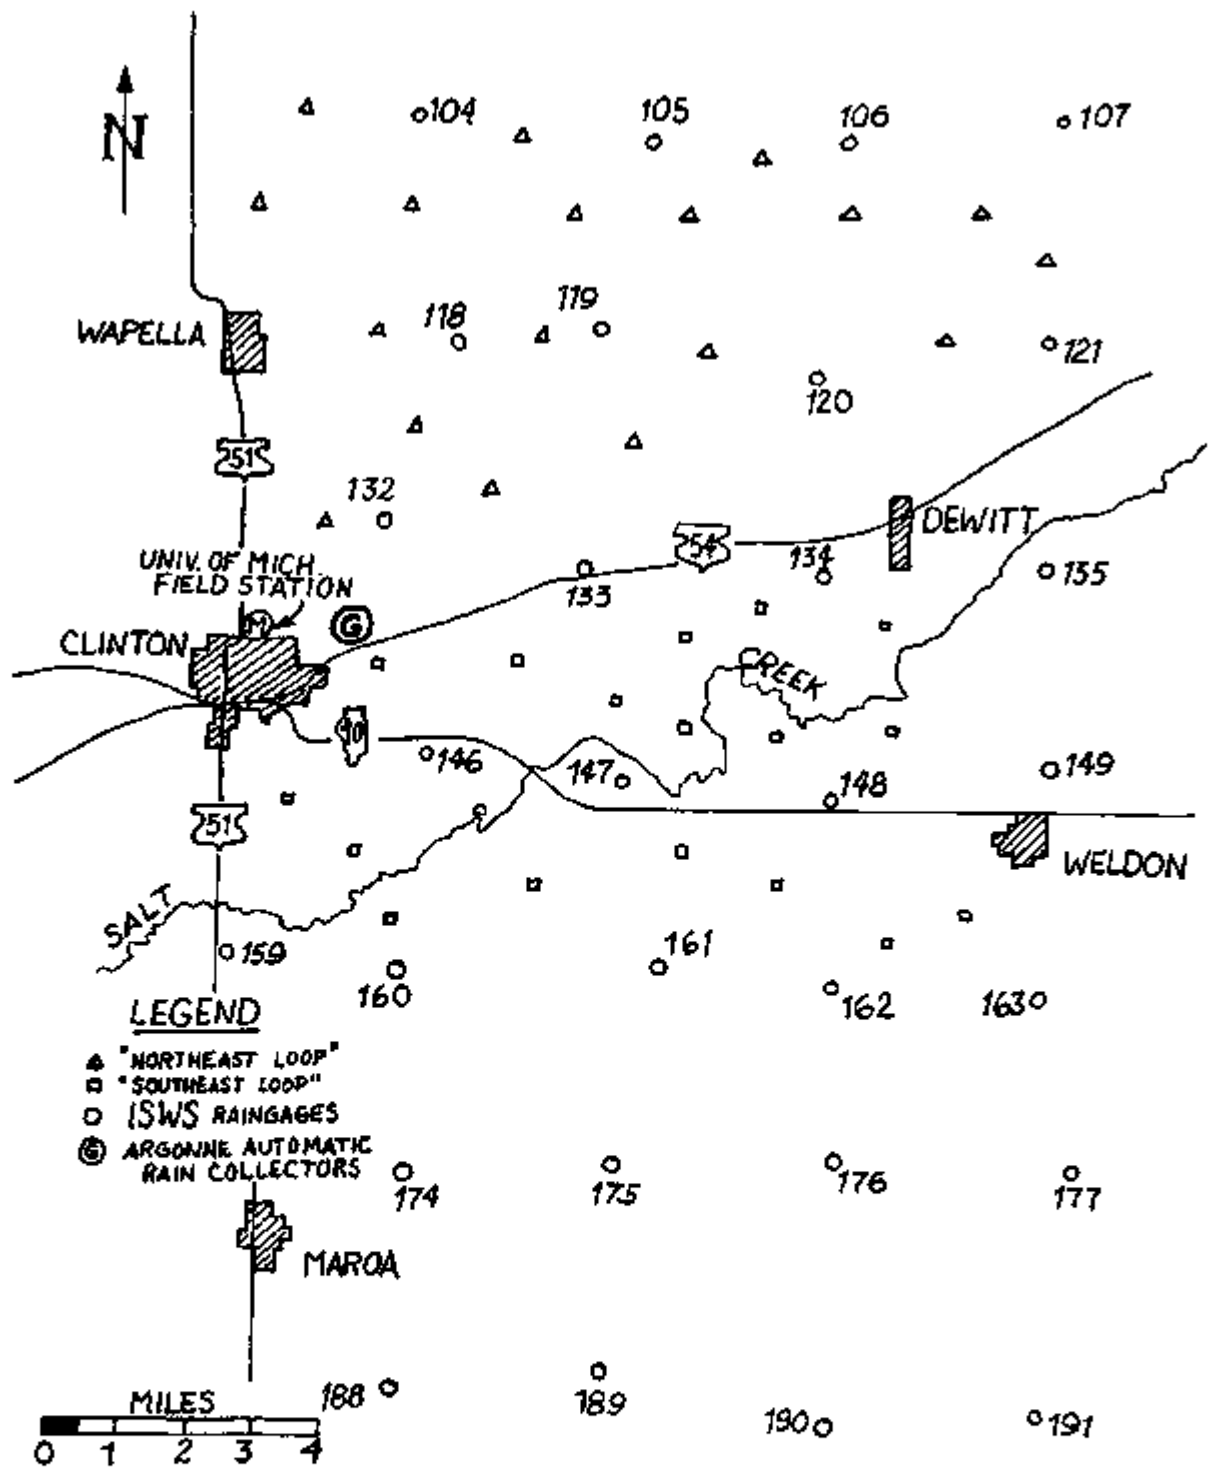 N
104
105
106
107
118
119
WAPELLA
121
120
51
132
DEWITT
54
UNIV. OF MICH.
FIELD STATION
134
135
133
M
G
CLINTON
CREEK
10
146
147
148
149
51
WELDON
SALT
159
160
161
162
163
LEGEND
"NORTHEAST LOOP"
"SOUTHEAST LOOP"
ISWS RAINGAGES
G ARGONNE AUTOMATIC
RAIN COLLECTORS
174
175
176
177
MAROA
188
189
190
191
MILES
0 1 2 3 4